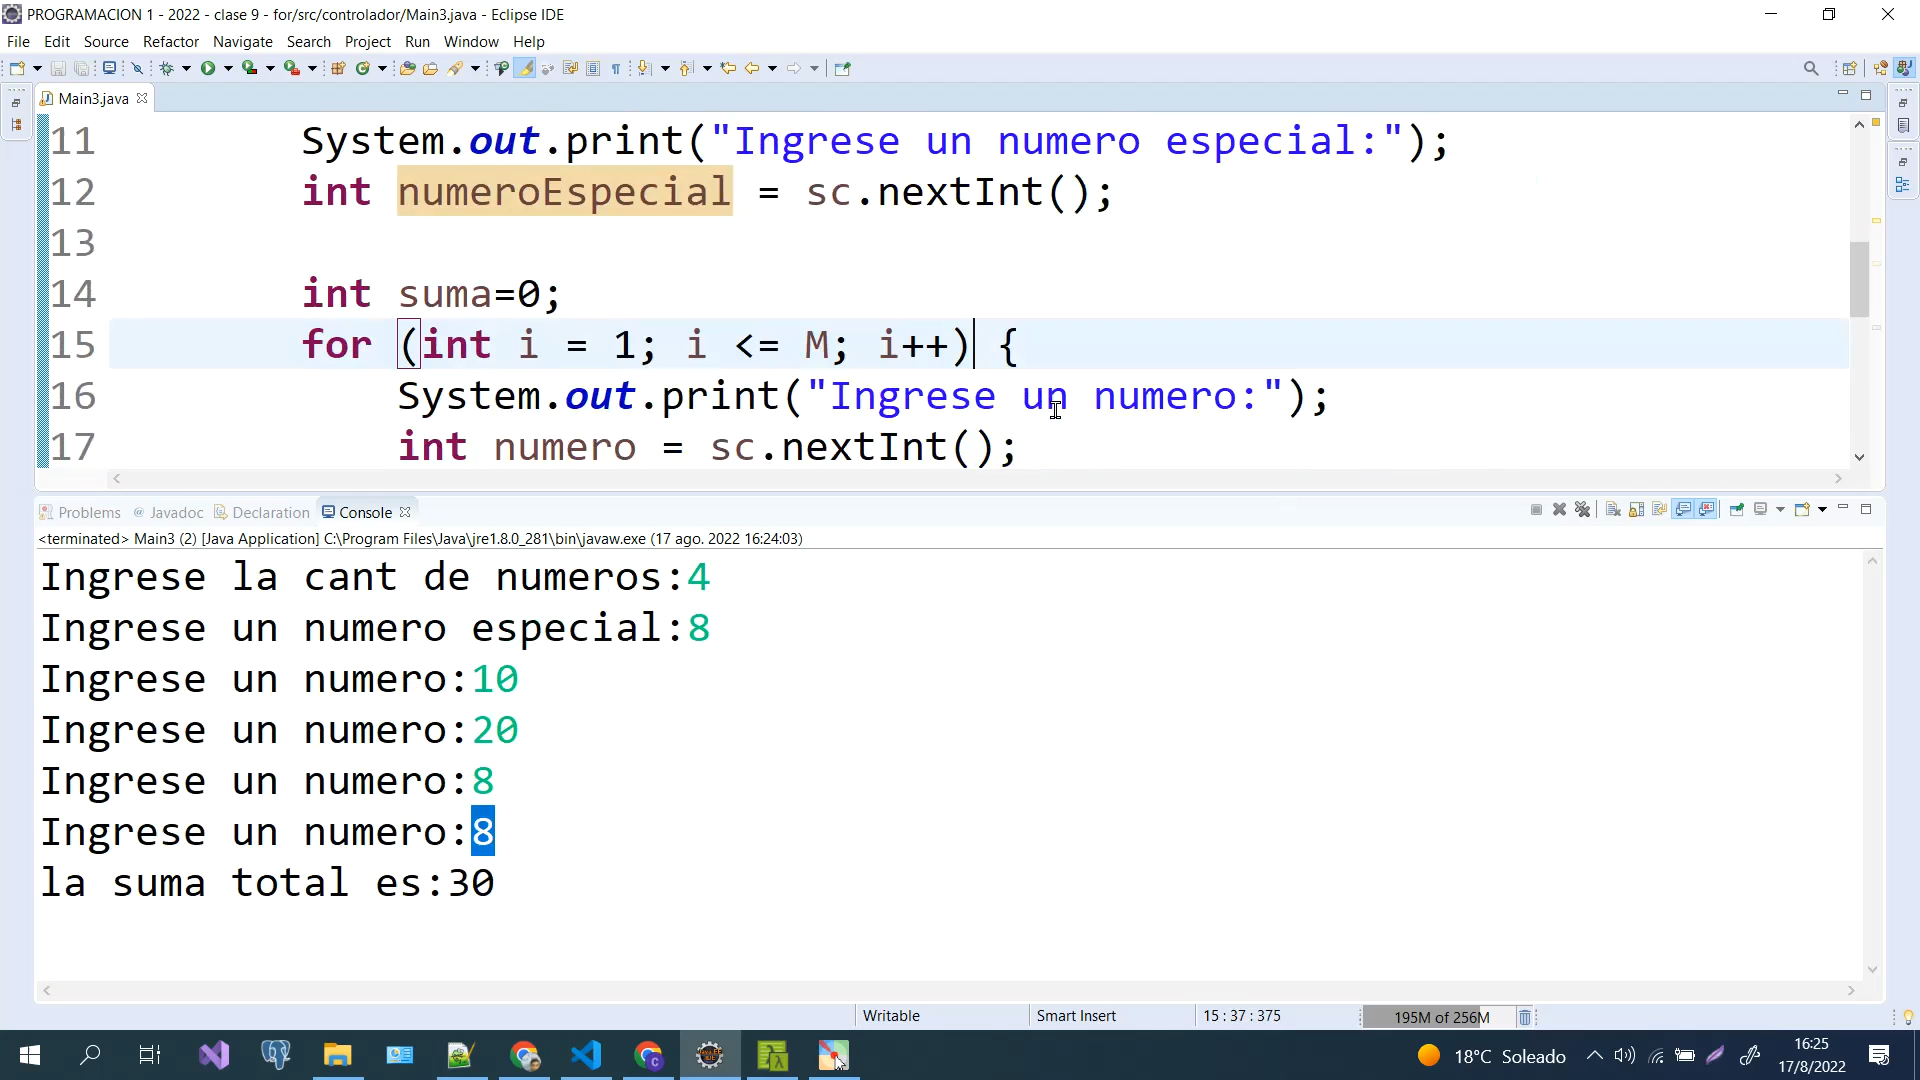 PROGRAMACION 1 - 2022 - clase 9 - for/src/controlador/Main3.java - Eclipse IDE
File Edit Source Refactor Navigate Search Project Run Window Help
Main3.java
11 System.out.print("Ingrese un numero especial:");
12 int numeroEspecial = sc.nextInt();
13
14 int suma=0;
15 for (int i = 1; i <= M; i++) {
16 System.out.print("Ingrese un numero:");
17 int numero = sc.nextInt();
Problems @ Javadoc Declaration Console
<terminated> Main3 (2) [Java Application] C:\Program Files\Java\jre1.8.0_281\bin\javaw.exe (17 ago. 2022 16:24:03)
Ingrese la cant de numeros:4
Ingrese un numero especial:8
Ingrese un numero:10
Ingrese un numero:20
Ingrese un numero:8
Ingrese un numero:8
la suma total es:30
Writable Smart Insert 15 : 37 : 375 195M of 256M
18°C Soleado
16:25
17/8/2022